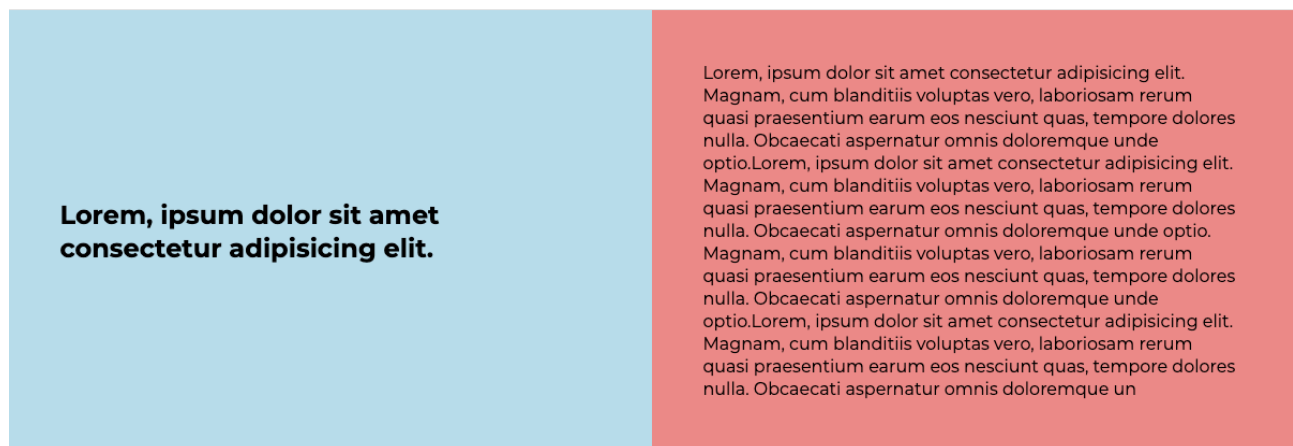 Lorem, ipsum dolor sit amet
consectetur adipisicing elit.
Lorem, ipsum dolor sit amet consectetur adipisicing elit.
Magnam, cum blanditiis voluptas vero, laboriosam rerum
quasi praesentium earum eos nesciunt quas, tempore dolores
nulla. Obcaecati aspernatur omnis doloremque unde
optio.Lorem, ipsum dolor sit amet consectetur adipisicing elit.
Magnam, cum blanditiis voluptas vero, laboriosam rerum
quasi praesentium earum eos nesciunt quas, tempore dolores
nulla. Obcaecati aspernatur omnis doloremque unde optio.
Magnam, cum blanditiis voluptas vero, laboriosam rerum
quasi praesentium earum eos nesciunt quas, tempore dolores
nulla. Obcaecati aspernatur omnis doloremque unde
optio.Lorem, ipsum dolor sit amet consectetur adipisicing elit.
Magnam, cum blanditiis voluptas vero, laboriosam rerum
quasi praesentium earum eos nesciunt quas, tempore dolores
nulla. Obcaecati aspernatur omnis doloremque un